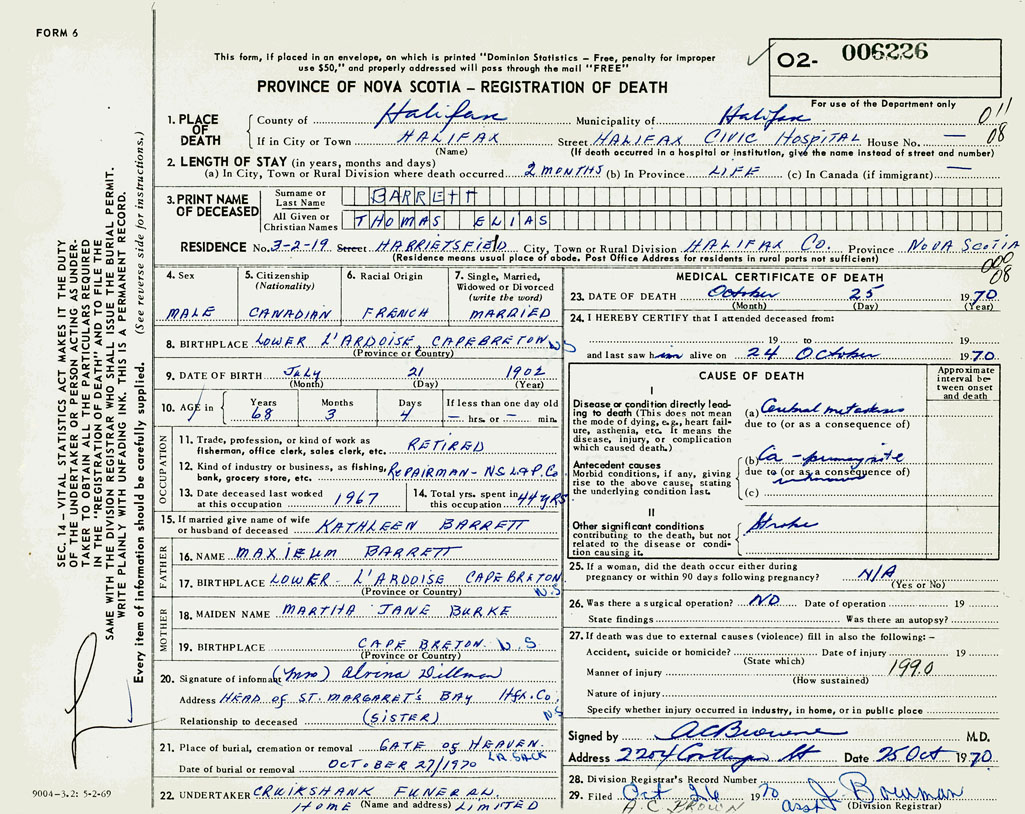 FORM 6
This form, if placed in an envelope, on which is printed "Dominion Statistics – Free, penalty for improper
use $50," and properly addressed will pass through the mail "FREE"
O2- 006226
PROVINCE OF NOVA SCOTIA – REGISTRATION OF DEATH
For use of the Department only
011
08
1. PLACE OF DEATH
County of Halifax Municipality of Halifax
If in City or Town HALIFAX Street HALIFAX CIVIC HOSPITAL House No. —
(Name) (If death occurred in a hospital or institution, give the name instead of street and number)
2. LENGTH OF STAY (in years, months and days)
(a) In City, Town or Rural Division where death occurred 2 MONTHS (b) In Province LIFE (c) In Canada (if immigrant) —
3. PRINT NAME OF DECEASED
Surname or Last Name BARRETT
All Given or Christian Names THOMAS ELIAS
RESIDENCE No. 3-2-19 Street HARRIETSFIELD City, Town or Rural Division HALIFAX CO. Province NOVA SCOTIA
(Residence means usual place of abode. Post Office Address for residents in rural parts not sufficient)
000
08
4. Sex MALE
5. Citizenship (Nationality) CANADIAN
6. Racial Origin FRENCH
7. Single, Married, Widowed or Divorced (write the word) MARRIED
8. BIRTHPLACE LOWER L'ARDOISE, CAPEBRETON NS
(Province or Country)
9. DATE OF BIRTH July 21 1902
(Month) (Day) (Year)
10. AGE in Years 68 Months 3 Days 4 If less than one day old — hrs. or — min.
OCCUPATION
11. Trade, profession, or kind of work as fisherman, office clerk, sales clerk, etc. RETIRED
12. Kind of industry or business, as fishing, bank, grocery store, etc. REPAIRMAN - NS L&P. Co
13. Date deceased last worked at this occupation 1967
14. Total yrs. spent in this occupation 44 YRS
15. If married give name of wife or husband of deceased KATHLEEN BARRETT
FATHER
16. NAME MAXIEUM BARRETT
17. BIRTHPLACE LOWER - L'ARDOISE CAPE BRETON N.S
(Province or Country)
MOTHER
18. MAIDEN NAME MARTHA JANE BURKE
19. BIRTHPLACE CAPE BRETON N.S
(Province or Country)
20. Signature of informant (Mrs) Alvina Dillman
Address HEAD of ST. MARGARET'S BAY Hfx. Co. NS
Relationship to deceased (SISTER)
21. Place of burial, cremation or removal GATE of HEAVEN LR. SACK
Date of burial or removal OCTOBER 27/1970
22. UNDERTAKER CRUIKSHANK FUNERAL HOME LIMITED
(Name and address)
MEDICAL CERTIFICATE OF DEATH
23. DATE OF DEATH October 25 1970
(Month) (Day) (Year)
24. I HEREBY CERTIFY that I attended deceased from:
19 to 19
and last saw him alive on 24 October 1970
CAUSE OF DEATH
Approximate interval between onset and death
I
Disease or condition directly leading to death (This does not mean the mode of dying, e.g., heart failure, asthenia, etc. It means the disease, injury, or complication which caused death.)
(a) Cerebral metastases
due to (or as a consequence of)
Antecedent causes
Morbid conditions, if any, giving rise to the above cause, stating the underlying condition last.
(b) Ca - primary site unknown
due to (or as a consequence of)
(c)
II
Other significant conditions contributing to the death, but not related to the disease or condition causing it.
Stroke
25. If a woman, did the death occur either during pregnancy or within 90 days following pregnancy? N/A
(Yes or No)
26. Was there a surgical operation? NO Date of operation 19
State findings Was there an autopsy?
27. If death was due to external causes (violence) fill in also the following: –
Accident, suicide or homicide? Date of injury 19
(State which)
Manner of injury 199.0
(How sustained)
Nature of injury
Specify whether injury occurred in industry, in home, or in public place
Signed by AC Browne M.D.
Address 2204 St Date 25 Oct 1970
28. Division Registrar's Record Number
29. Filed Oct 26 1970 asst J. Bowman
A. C. BROWN (Division Registrar)
SEC. 14 – VITAL STATISTICS ACT MAKES IT THE DUTY
OF THE UNDERTAKER OR PERSON ACTING AS UNDERTAKER TO OBTAIN ALL THE PARTICULARS REQUIRED
IN THE "REGISTRATION OF DEATH" AND TO FILE THE
SAME WITH THE DIVISION REGISTRAR WHO SHALL ISSUE THE BURIAL PERMIT.
WRITE PLAINLY WITH UNFADING INK. THIS IS A PERMANENT RECORD.
Every item of information should be carefully supplied. (See reverse side for instructions.)
9004-3.2: 5-2-69